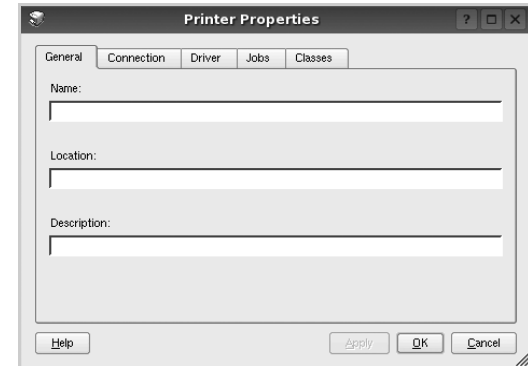 Printer Properties
General Connection Driver Jobs Classes
Name:
Location:
Description:
Help Apply OK Cancel